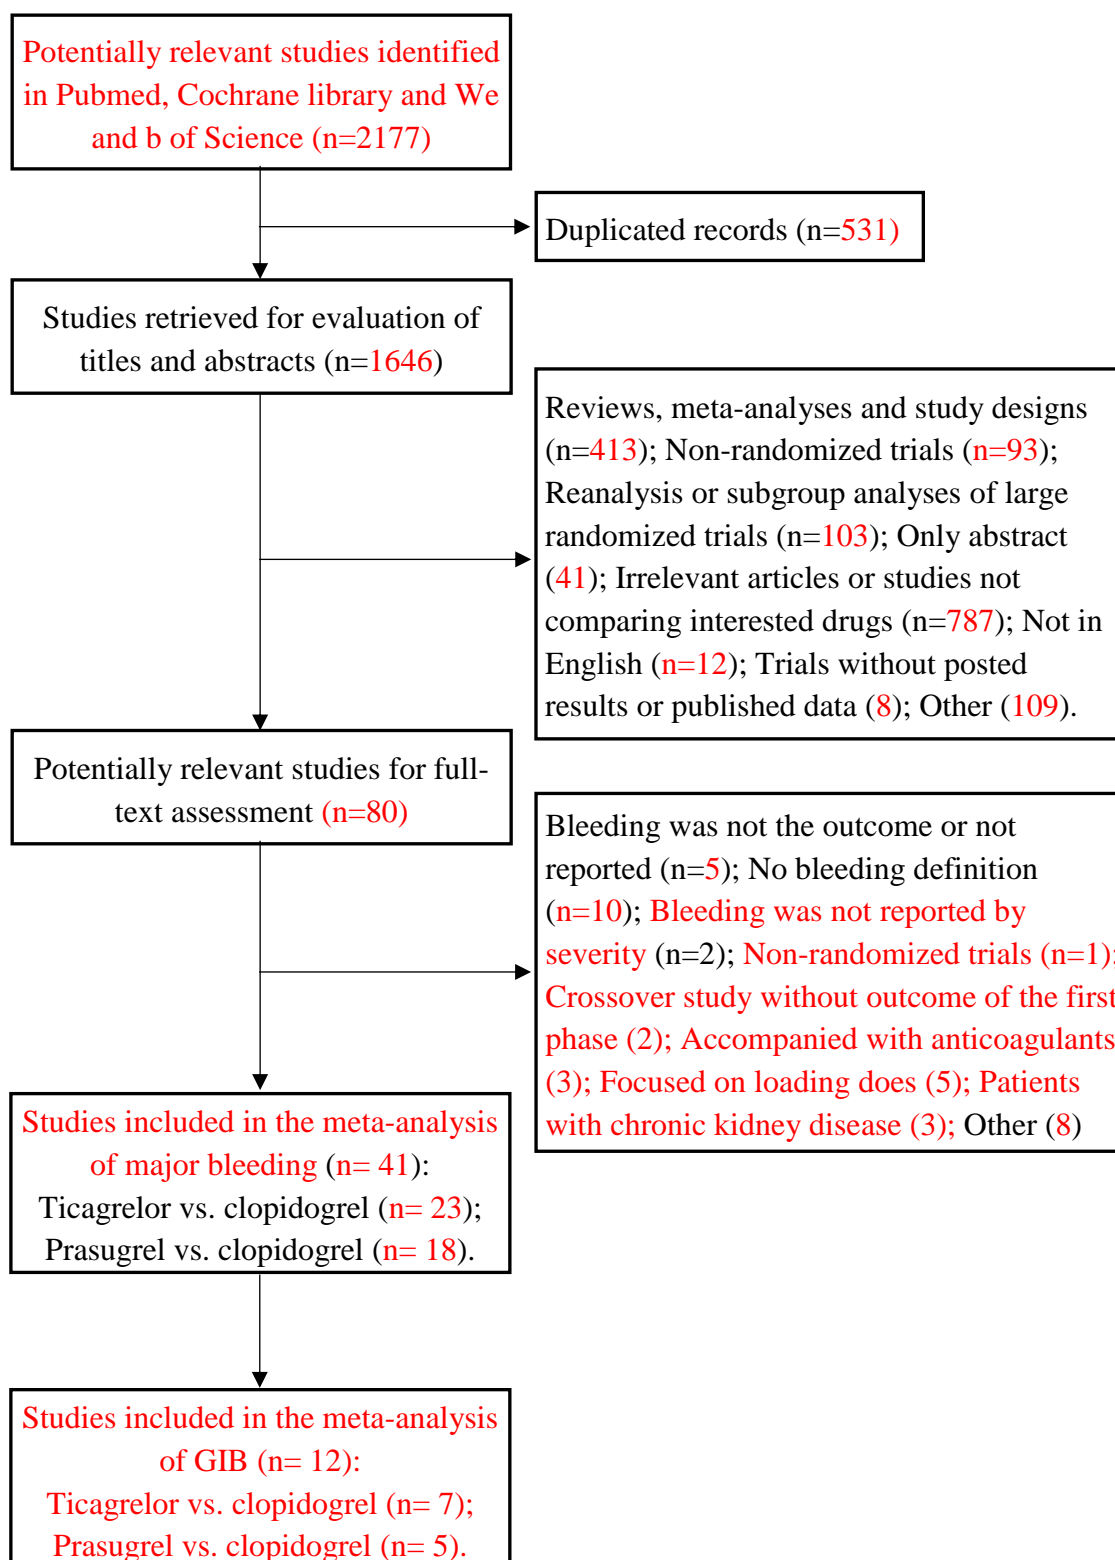 Potentially relevant studies identified
in Pubmed, Cochrane library and We
and b of Science (n=2177)
Duplicated records (n=531)
Studies retrieved for evaluation of
titles and abstracts (n=1646)
Reviews, meta-analyses and study designs
(n=413); Non-randomized trials (n=93);
Reanalysis or subgroup analyses of large
randomized trials (n=103); Only abstract
(41); Irrelevant articles or studies not
comparing interested drugs (n=787); Not in
English (n=12); Trials without posted
results or published data (8); Other (109).
Potentially relevant studies for full-
text assessment (n=80)
Bleeding was not the outcome or not
reported (n=5); No bleeding definition
(n=10); Bleeding was not reported by
severity (n=2); Non-randomized trials (n=1);
Crossover study without outcome of the first
phase (2); Accompanied with anticoagulants
(3); Focused on loading does (5); Patients
with chronic kidney disease (3); Other (8)
Studies included in the meta-analysis
of major bleeding (n= 41):
Ticagrelor vs. clopidogrel (n= 23);
Prasugrel vs. clopidogrel (n= 18).
Studies included in the meta-analysis
of GIB (n= 12):
Ticagrelor vs. clopidogrel (n= 7);
Prasugrel vs. clopidogrel (n= 5).